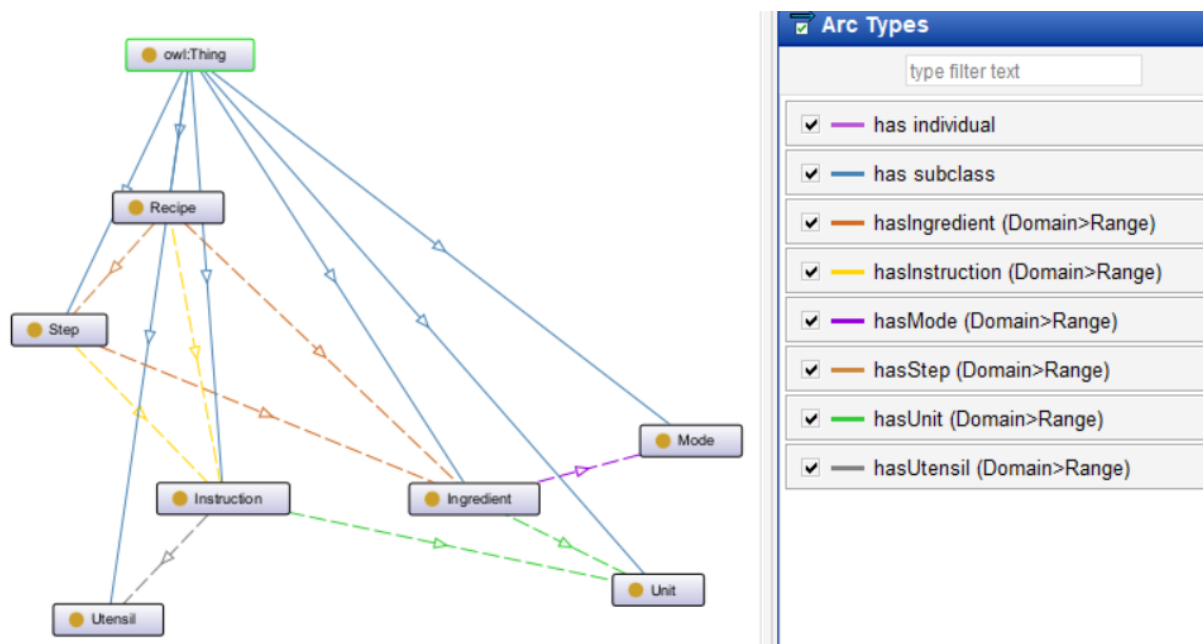 owl:Thing
Recipe
Step
Mode
Instruction
Ingredient
Unit
Utensil
Arc Types
type filter text
has individual
has subclass
hasIngredient (Domain>Range)
hasInstruction (Domain>Range)
hasMode (Domain>Range)
hasStep (Domain>Range)
hasUnit (Domain>Range)
hasUtensil (Domain>Range)